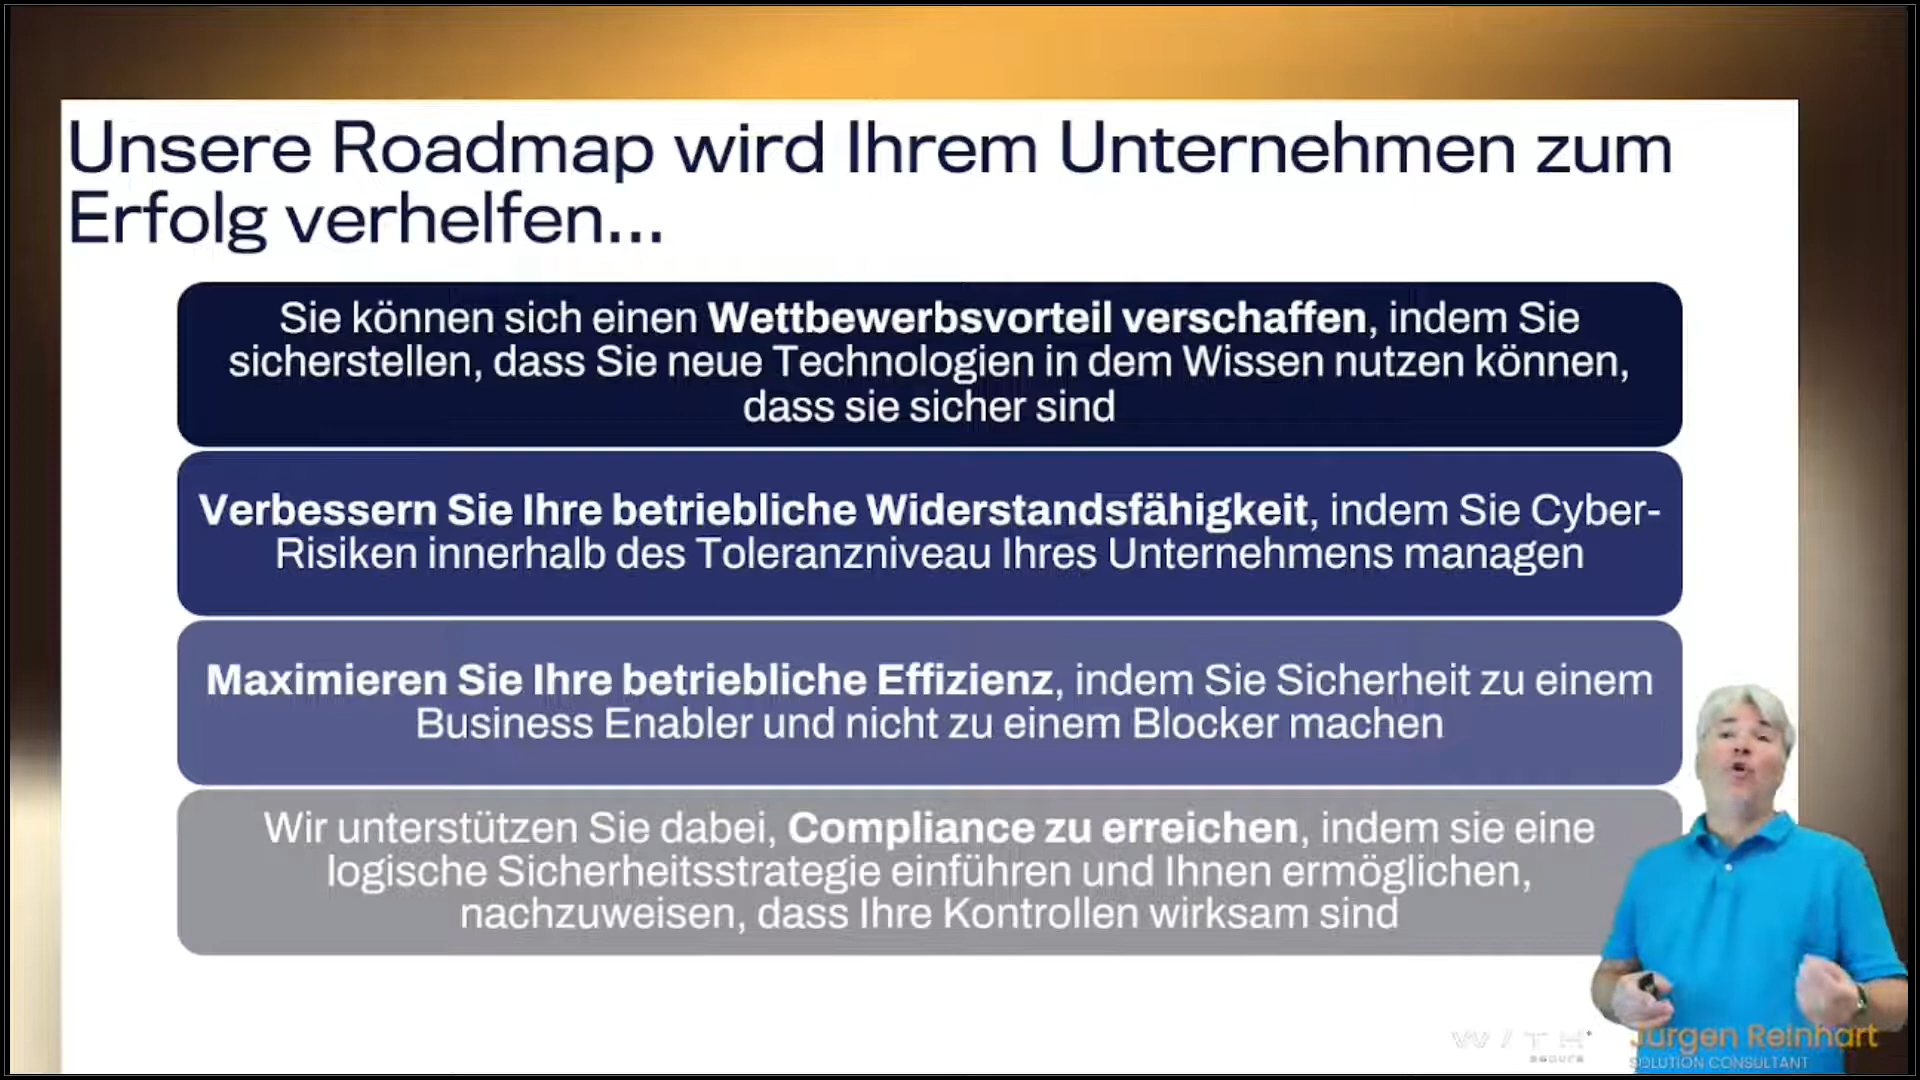 Unsere Roadmap wird Ihrem Unternehmen zum
Erfolg verhelfen...
Sie können sich einen Wettbewerbsvorteil verschaffen, indem Sie
sicherstellen, dass Sie neue Technologien in dem Wissen nutzen können,
dass sie sicher sind
Verbessern Sie Ihre betriebliche Widerstandsfähigkeit, indem Sie Cyber-
Risiken innerhalb des Toleranzniveau Ihres Unternehmens managen
Maximieren Sie Ihre betriebliche Effizienz, indem Sie Sicherheit zu einem
Business Enabler und nicht zu einem Blocker machen
Wir unterstützen Sie dabei, Compliance zu erreichen, indem sie eine
logische Sicherheitsstrategie einführen und Ihnen ermöglichen,
nachzuweisen, dass Ihre Kontrollen wirksam sind
Jürgen Reinhart
SOLUTION CONSULTANT